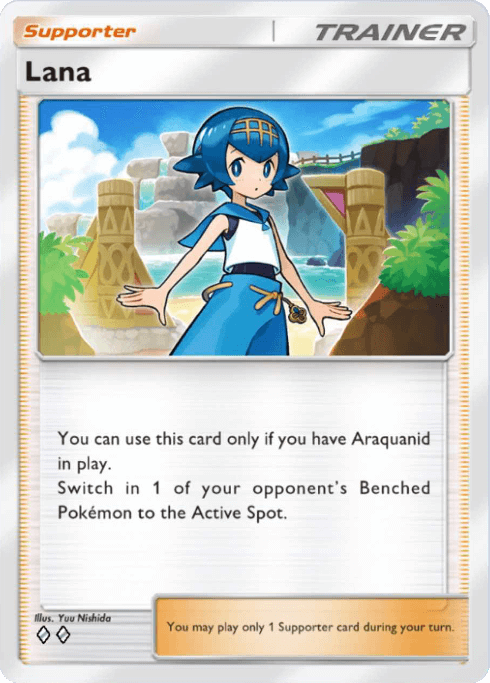 Supporter
TRAINER
Lana
You can use this card only if you have Araquanid
in play.
Switch in 1 of your opponent's Benched
Pokémon to the Active Spot.
Illus. Yuu Nishida
You may play only 1 Supporter card during your turn.